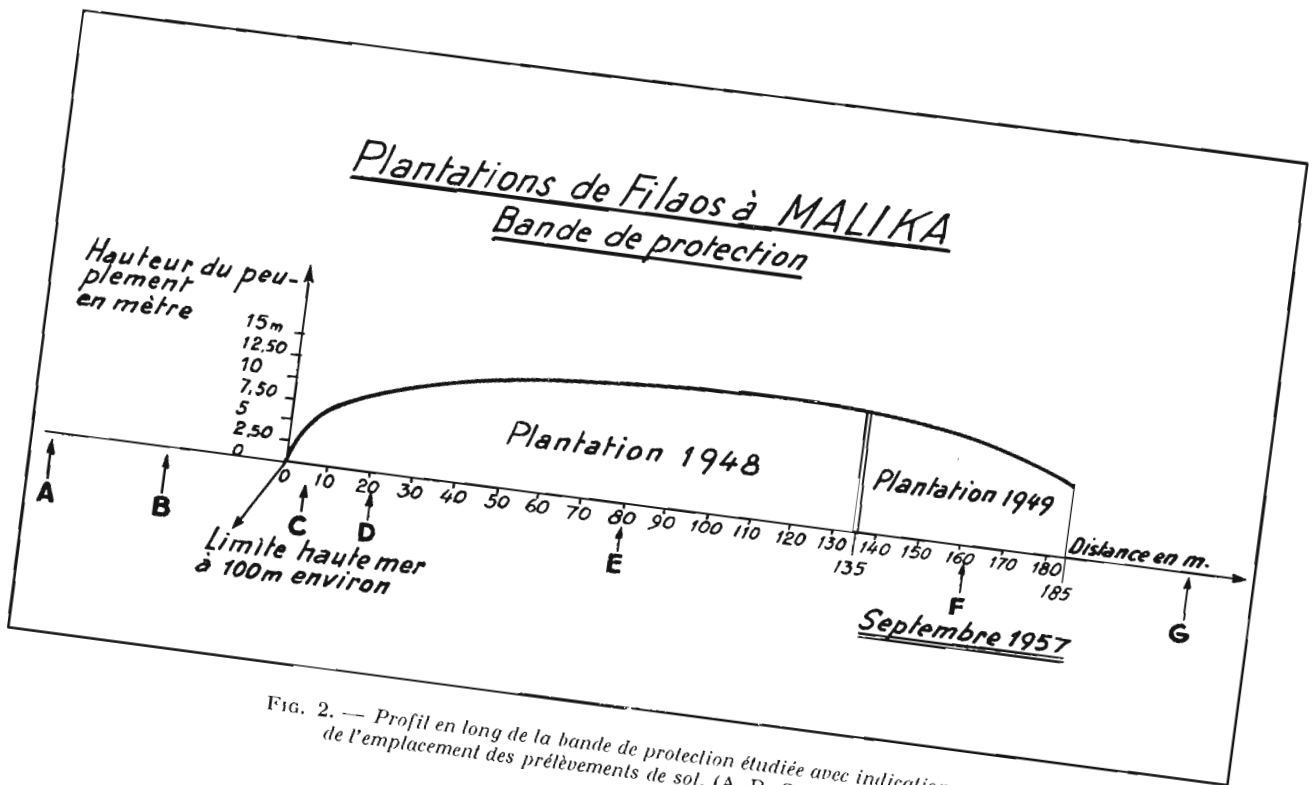 Plantations de Filaos à MALIKA
Bande de protection
Hauteur du peu-
plement
en mètre
15m
12,50
10
7,50
5
2,50
0
0 10 20 30 40 50 60 70 80 90 100 110 120 130 140 150 160 170 180
135
185
Plantation 1948
Plantation 1949
Distance en m.
A
B
C
D
E
F
G
Limite haute mer
à 100m environ
Septembre 1957
FIG. 2. — Profil en long de la bande de protection étudiée avec indication
de l'emplacement des prélèvements de sol. (A, B,